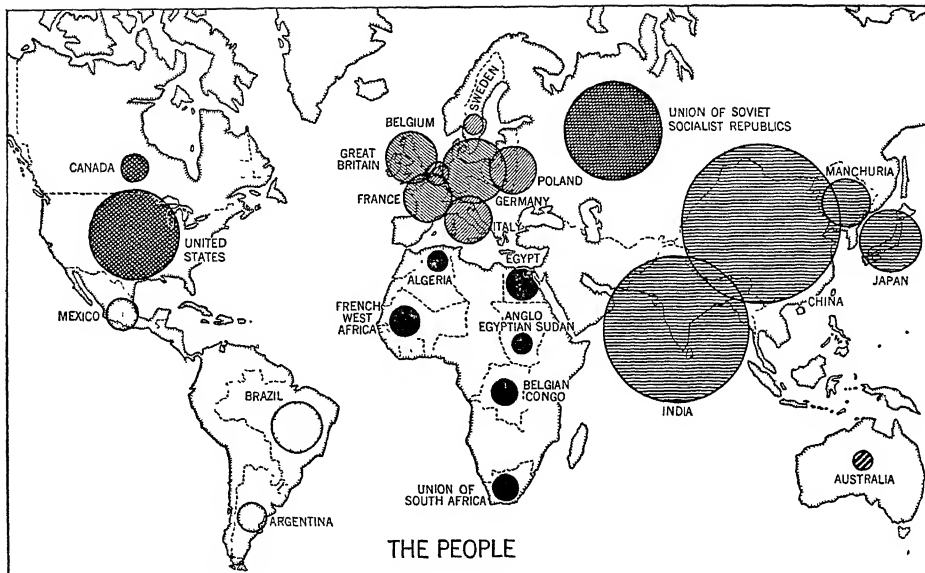 SWEDEN
BELGIUM
GREAT
BRITAIN
FRANCE
GERMANY
POLAND
ITALY
UNION OF SOVIET
SOCIALIST REPUBLICS
MANCHURIA
JAPAN
CHINA
INDIA
CANADA
UNITED
STATES
MEXICO
BRAZIL
ARGENTINA
ALGERIA
EGYPT
FRENCH
WEST
AFRICA
ANGLO
EGYPTIAN SUDAN
BELGIAN
CONGO
UNION OF
SOUTH AFRICA
AUSTRALIA
THE PEOPLE